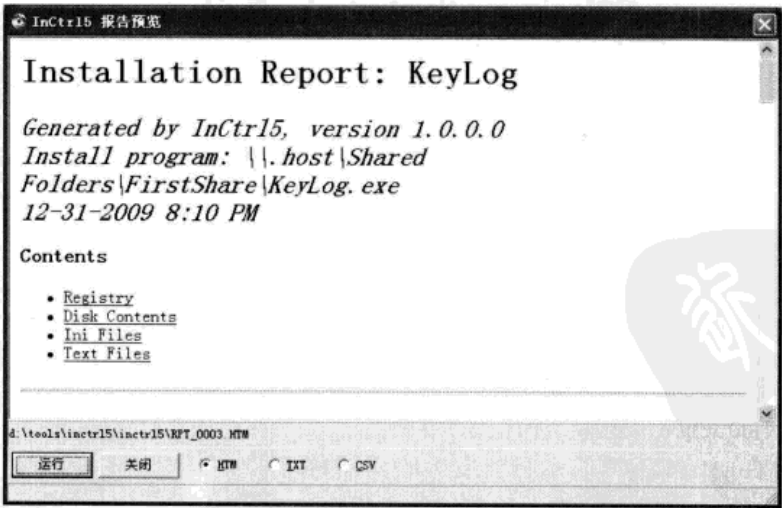 InCtrl5 报告预览
Installation Report: KeyLog
Generated by InCtrl5, version 1.0.0.0
Install program: \\.host\Shared
Folders\FirstShare\KeyLog.exe
12-31-2009 8:10 PM
Contents
• Registry
• Disk Contents
• Ini Files
• Text Files
d:\tools\inctrl5\inctrl5\RPT_0003.HTM
运行 关闭 HTM TXT CSV